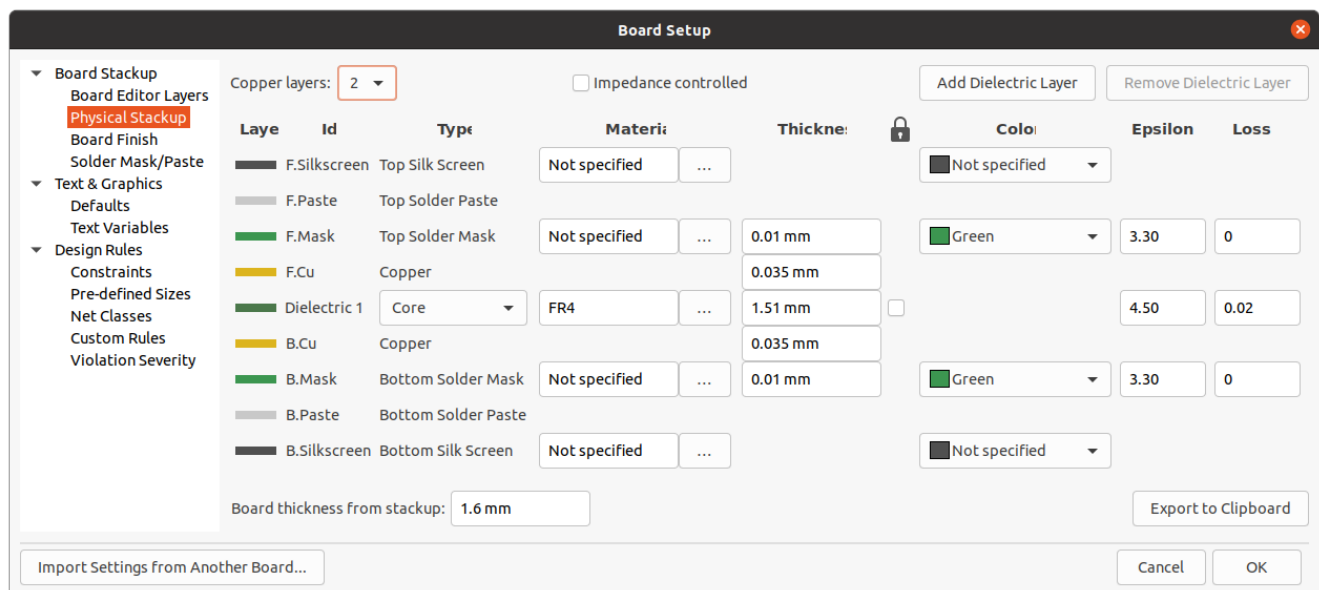 Board Setup
Board Stackup
Board Editor Layers
Physical Stackup
Board Finish
Solder Mask/Paste
Text & Graphics
Defaults
Text Variables
Design Rules
Constraints
Pre-defined Sizes
Net Classes
Custom Rules
Violation Severity
Copper layers: 2 Impedance controlled Add Dielectric Layer Remove Dielectric Layer
Laye Id Type Materia Thickne Color Epsilon Loss
F.Silkscreen Top Silk Screen Not specified ... Not specified
F.Paste Top Solder Paste
F.Mask Top Solder Mask Not specified ... 0.01 mm Green 3.30 0
F.Cu Copper 0.035 mm
Dielectric 1 Core FR4 ... 1.51 mm 4.50 0.02
B.Cu Copper 0.035 mm
B.Mask Bottom Solder Mask Not specified ... 0.01 mm Green 3.30 0
B.Paste Bottom Solder Paste
B.Silkscreen Bottom Silk Screen Not specified ... Not specified
Board thickness from stackup: 1.6 mm Export to Clipboard
Import Settings from Another Board... Cancel OK